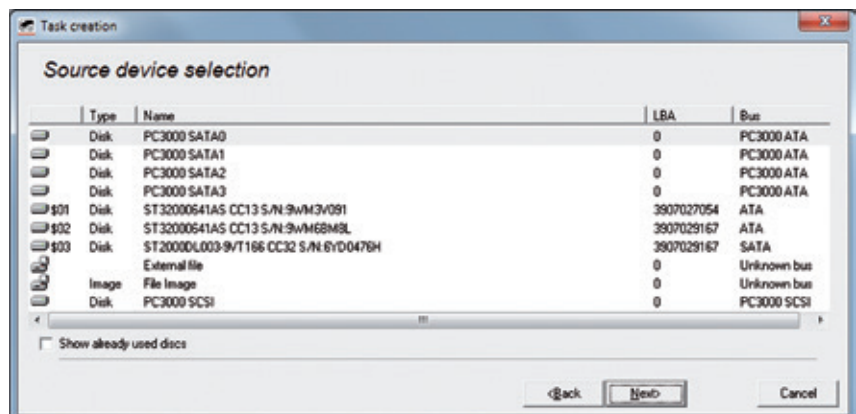 Task creation
Source device selection
Type Name LBA Bus
Disk PC3000 SATA0 0 PC3000 ATA
Disk PC3000 SATA1 0 PC3000 ATA
Disk PC3000 SATA2 0 PC3000 ATA
Disk PC3000 SATA3 0 PC3000 ATA
$01 Disk ST32000641AS CC13 S/N:9WM3V091 3907027054 ATA
$02 Disk ST32000641AS CC13 S/N:9WM6BM8L 3907029167 ATA
$03 Disk ST2000DL003-9VT166 CC32 S/N:6YD0476H 3907029167 SATA
External file 0 Unknown bus
Image File Image 0 Unknown bus
Disk PC3000 SCSI 0 PC3000 SCSI
Show already used discs
<Back Next> Cancel